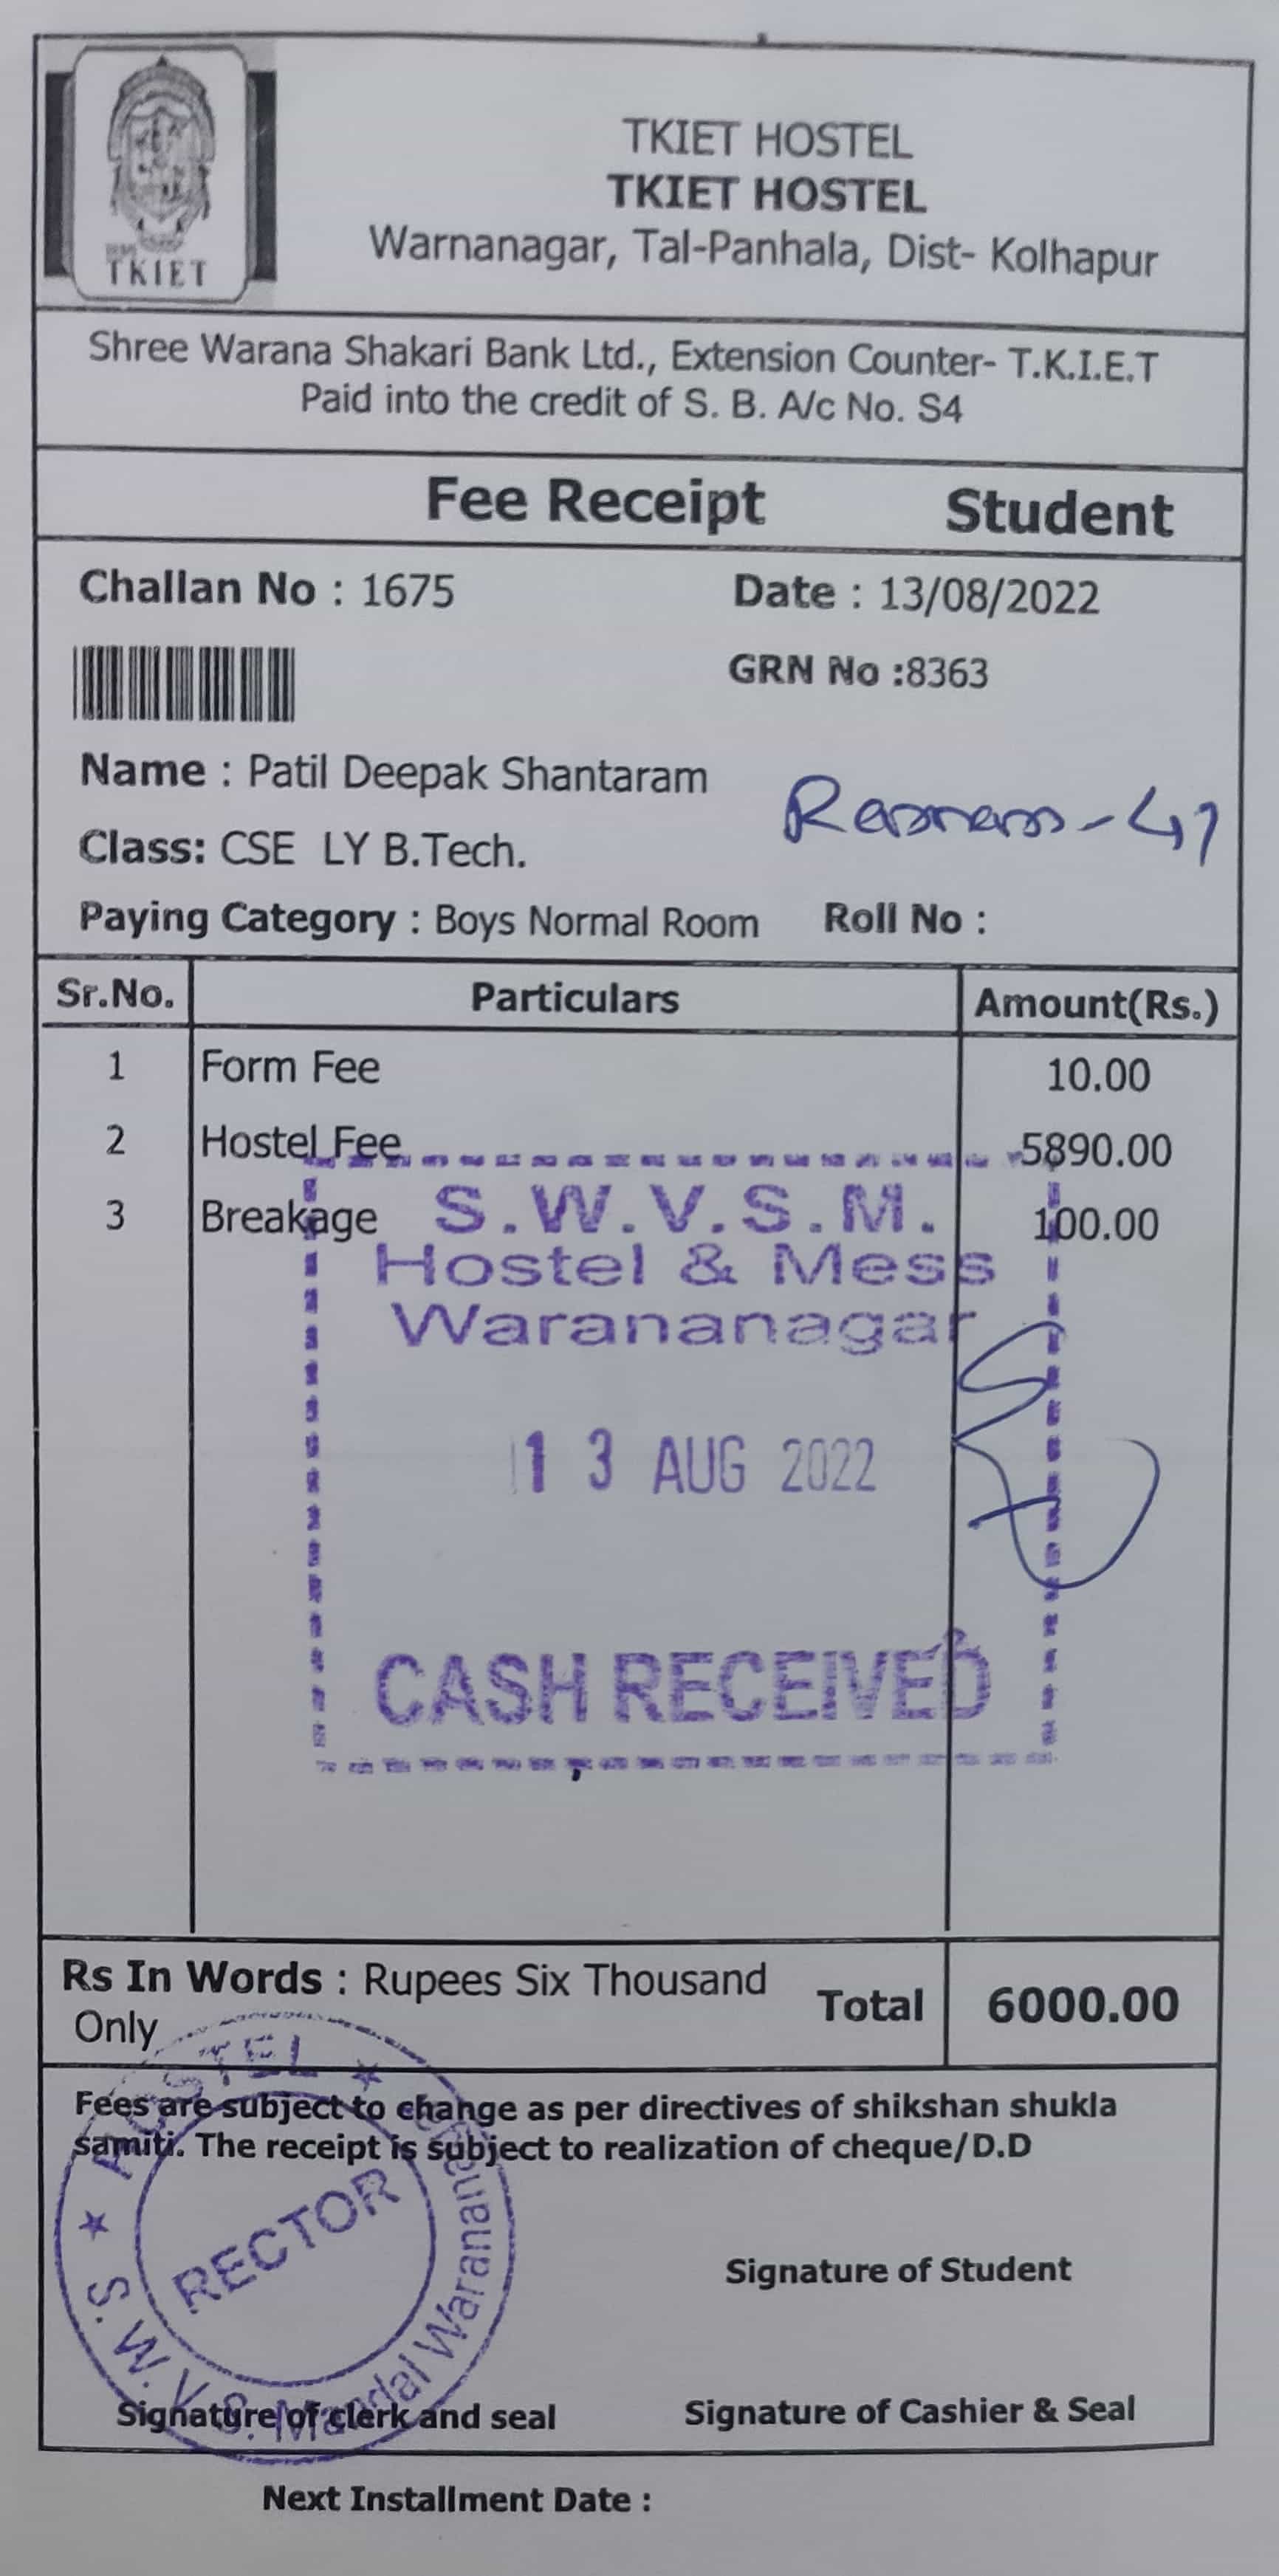 TKIET
TKIET HOSTEL
TKIET HOSTEL
Warnanagar, Tal-Panhala, Dist- Kolhapur
Shree Warana Shakari Bank Ltd., Extension Counter- T.K.I.E.T
Paid into the credit of S. B. A/c No. S4
Fee Receipt Student
Challan No : 1675 Date : 13/08/2022
GRN No :8363
Name : Patil Deepak Shantaram
Class: CSE LY B.Tech.
Paying Category : Boys Normal Room Roll No :
Sr.No. Particulars Amount(Rs.)
1 Form Fee 10.00
2 Hostel Fee 5890.00
3 Breakage 100.00
S.W.V.S.M.
Hostel & Mess
Warananagar
13 AUG 2022
CASH RECEIVED
Rs In Words : Rupees Six Thousand
Only
Total 6000.00
Fees are subject to change as per directives of shikshan shukla
samiti. The receipt is subject to realization of cheque/D.D
HOSTEL
RECTOR
S. W. V. S. Mandal
Signature of Student
Signature of clerk and seal Signature of Cashier & Seal
Next Installment Date :